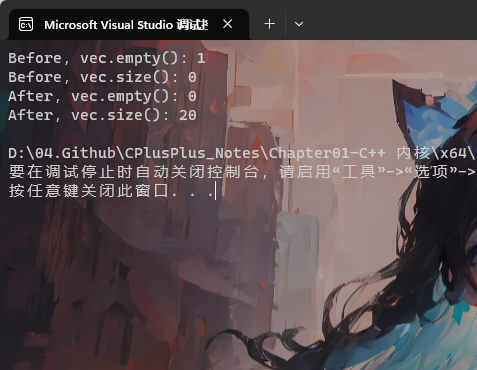 Microsoft Visual Studio 调试控
Before, vec.empty(): 1
Before, vec.size(): 0
After, vec.empty(): 0
After, vec.size(): 20
D:\04.Github\CPlusPlus_Notes\Chapter01-C++ 内核\x64\
要在调试停止时自动关闭控制台，请启用“工具”->“选项”->
按任意键关闭此窗口. . .